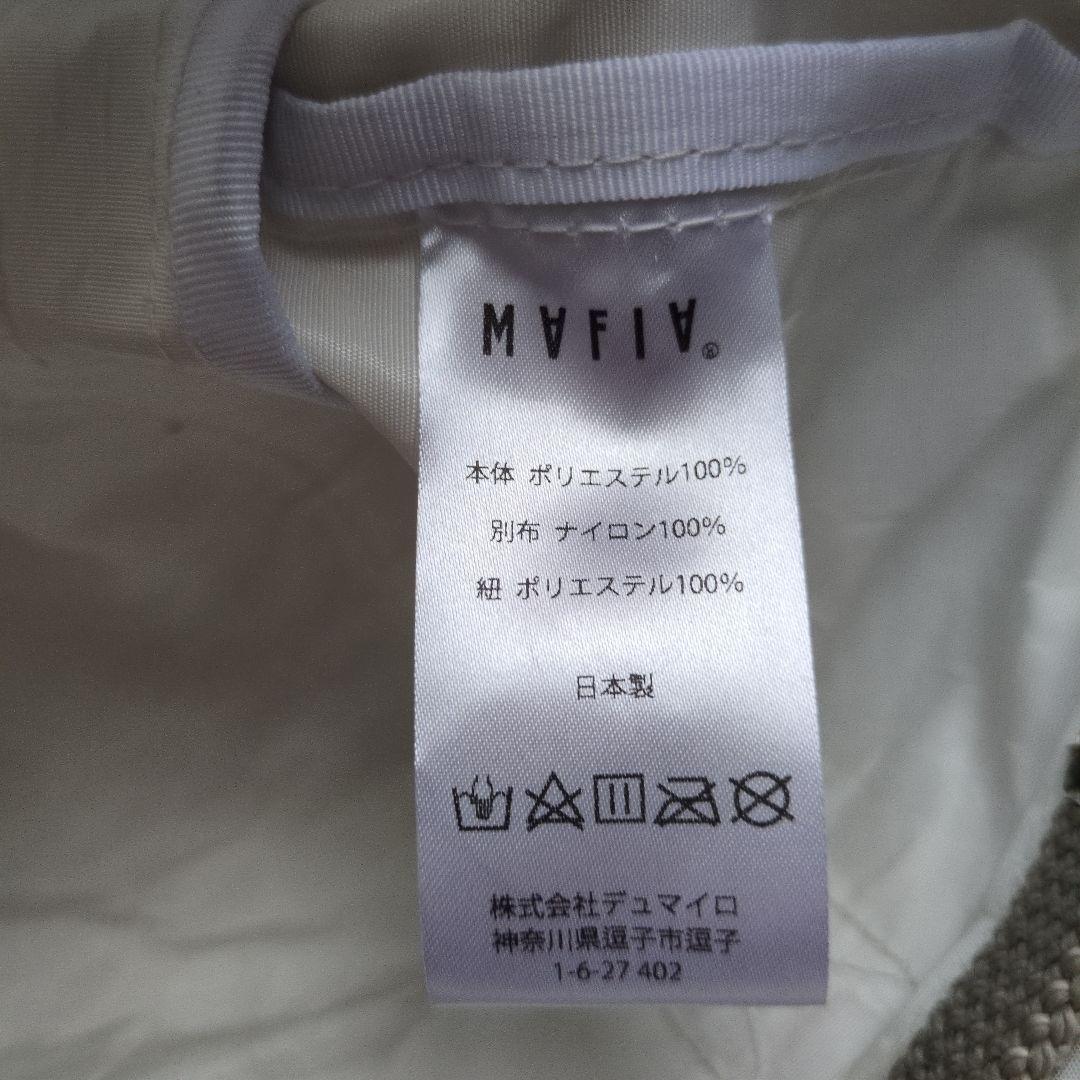 MAFIA®
本体 ポリエステル100%
別布 ナイロン100%
紐 ポリエステル100%
日本製
株式会社デュマイロ
神奈川県逗子市逗子
1-6-27 402